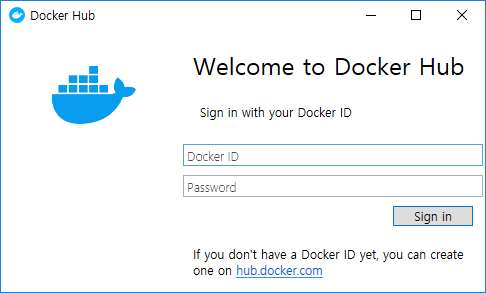 Docker Hub
Welcome to Docker Hub
Sign in with your Docker ID
Docker ID
Password
Sign in
If you don't have a Docker ID yet, you can create
one on hub.docker.com